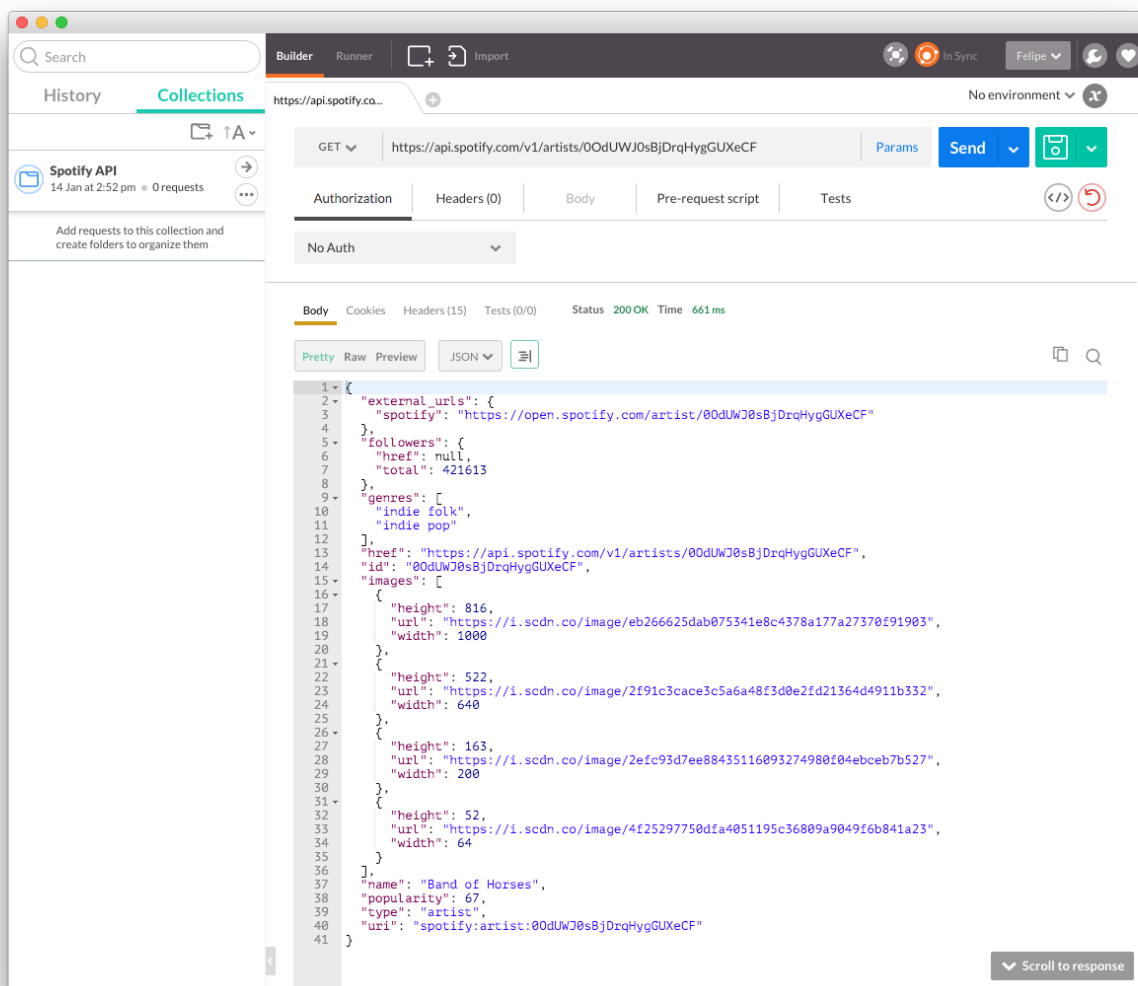 Search
Builder
Runner
Import
In Sync
Felipe
History
Collections
https://api.spotify.co...
No environment
A
GET
https://api.spotify.com/v1/artists/0OdUWJ0sBjDrqHygGUXeCF
Params
Send
Spotify API
14 Jan at 2:52 pm
0 requests
Add requests to this collection and
create folders to organize them
Authorization
Headers (0)
Body
Pre-request script
Tests
No Auth
Body
Cookies
Headers (15)
Tests (0/0)
Status 200 OK Time 661 ms
Pretty Raw Preview
JSON
1 {
2 "external_urls": {
3 "spotify": "https://open.spotify.com/artist/0OdUWJ0sBjDrqHygGUXeCF"
4 },
5 "followers": {
6 "href": null,
7 "total": 421613
8 },
9 "genres": [
10 "indie folk",
11 "indie pop"
12 ],
13 "href": "https://api.spotify.com/v1/artists/0OdUWJ0sBjDrqHygGUXeCF",
14 "id": "0OdUWJ0sBjDrqHygGUXeCF",
15 "images": [
16 {
17 "height": 816,
18 "url": "https://i.scdn.co/image/eb266625dab075341e8c4378a177a27370f91903",
19 "width": 1000
20 },
21 {
22 "height": 522,
23 "url": "https://i.scdn.co/image/2f91c3cace3c5a6a48f3d0e2fd21364d4911b332",
24 "width": 640
25 },
26 {
27 "height": 163,
28 "url": "https://i.scdn.co/image/2efc93d7ee88435116093274980f04ebceb7b527",
29 "width": 200
30 },
31 {
32 "height": 52,
33 "url": "https://i.scdn.co/image/4f25297750dfa4051195c36809a9049f6b841a23",
34 "width": 64
35 }
36 ],
37 "name": "Band of Horses",
38 "popularity": 67,
39 "type": "artist",
40 "uri": "spotify:artist:0OdUWJ0sBjDrqHygGUXeCF"
41 }
Scroll to response